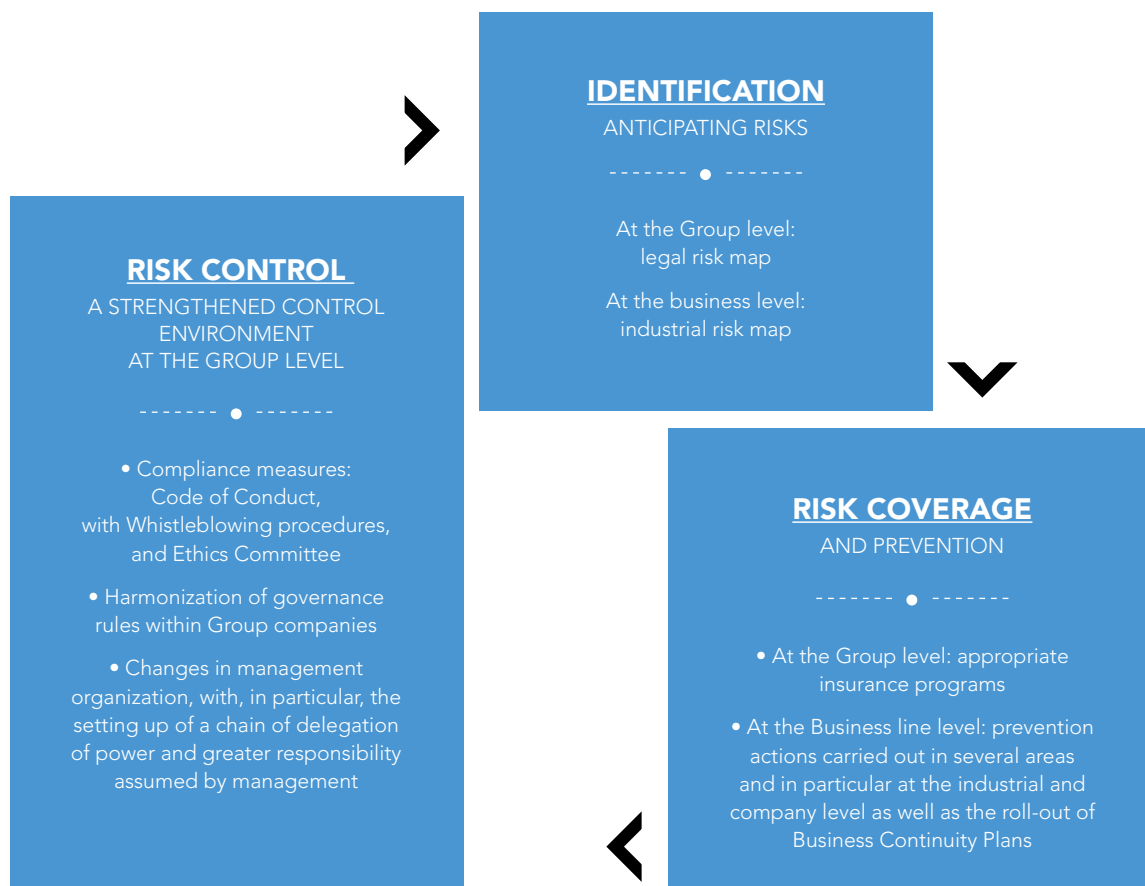 IDENTIFICATION
ANTICIPATING RISKS
At the Group level:
legal risk map
At the business level:
industrial risk map
RISK CONTROL
A STRENGTHENED CONTROL
ENVIRONMENT
AT THE GROUP LEVEL
• Compliance measures:
Code of Conduct,
with Whistleblowing procedures,
and Ethics Committee
• Harmonization of governance
rules within Group companies
• Changes in management
organization, with, in particular, the
setting up of a chain of delegation
of power and greater responsibility
assumed by management
RISK COVERAGE
AND PREVENTION
• At the Group level: appropriate
insurance programs
• At the Business line level: prevention
actions carried out in several areas
and in particular at the industrial and
company level as well as the roll-out of
Business Continuity Plans